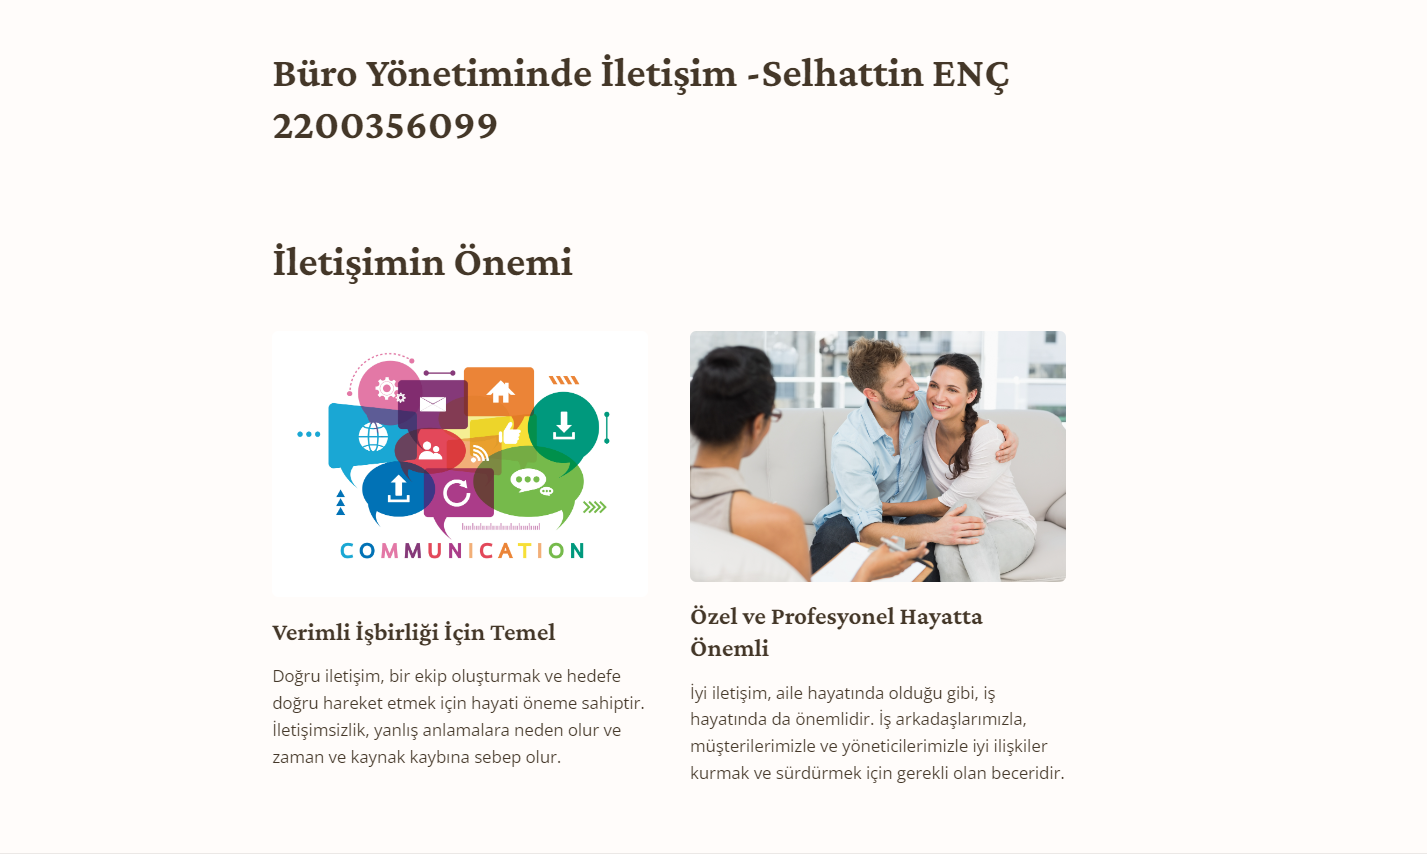 Büro Yönetiminde İletişim -Selhattin ENÇ
2200356099
İletişimin Önemi
COMMUNICATION
Verimli İşbirliği İçin Temel
Doğru iletişim, bir ekip oluşturmak ve hedefe
doğru hareket etmek için hayati öneme sahiptir.
İletişimsizlik, yanlış anlamalara neden olur ve
zaman ve kaynak kaybına sebep olur.
Özel ve Profesyonel Hayatta
Önemli
İyi iletişim, aile hayatında olduğu gibi, iş
hayatında da önemlidir. İş arkadaşlarımızla,
müşterilerimizle ve yöneticilerimizle iyi ilişkiler
kurmak ve sürdürmek için gerekli olan beceridir.